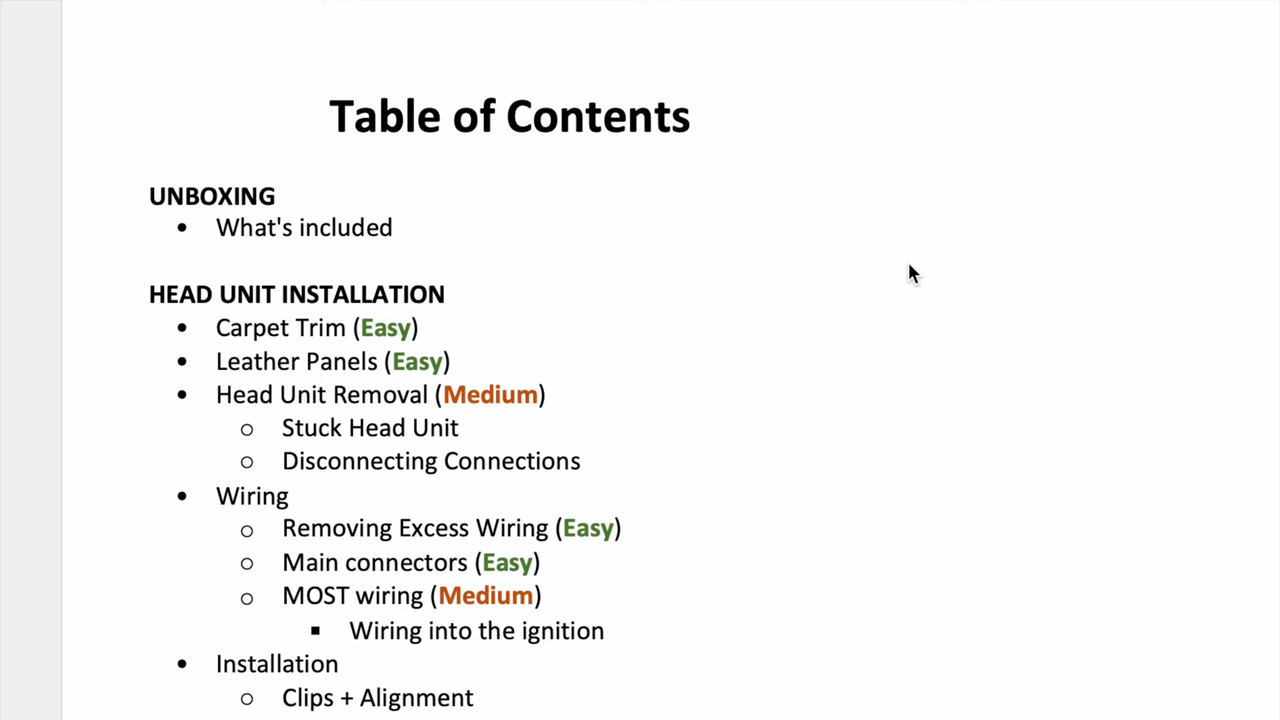 Table of Contents
UNBOXING
• What's included
HEAD UNIT INSTALLATION
• Carpet Trim (Easy)
• Leather Panels (Easy)
• Head Unit Removal (Medium)
o Stuck Head Unit
o Disconnecting Connections
• Wiring
o Removing Excess Wiring (Easy)
o Main connectors (Easy)
o MOST wiring (Medium)
▪ Wiring into the ignition
• Installation
o Clips + Alignment